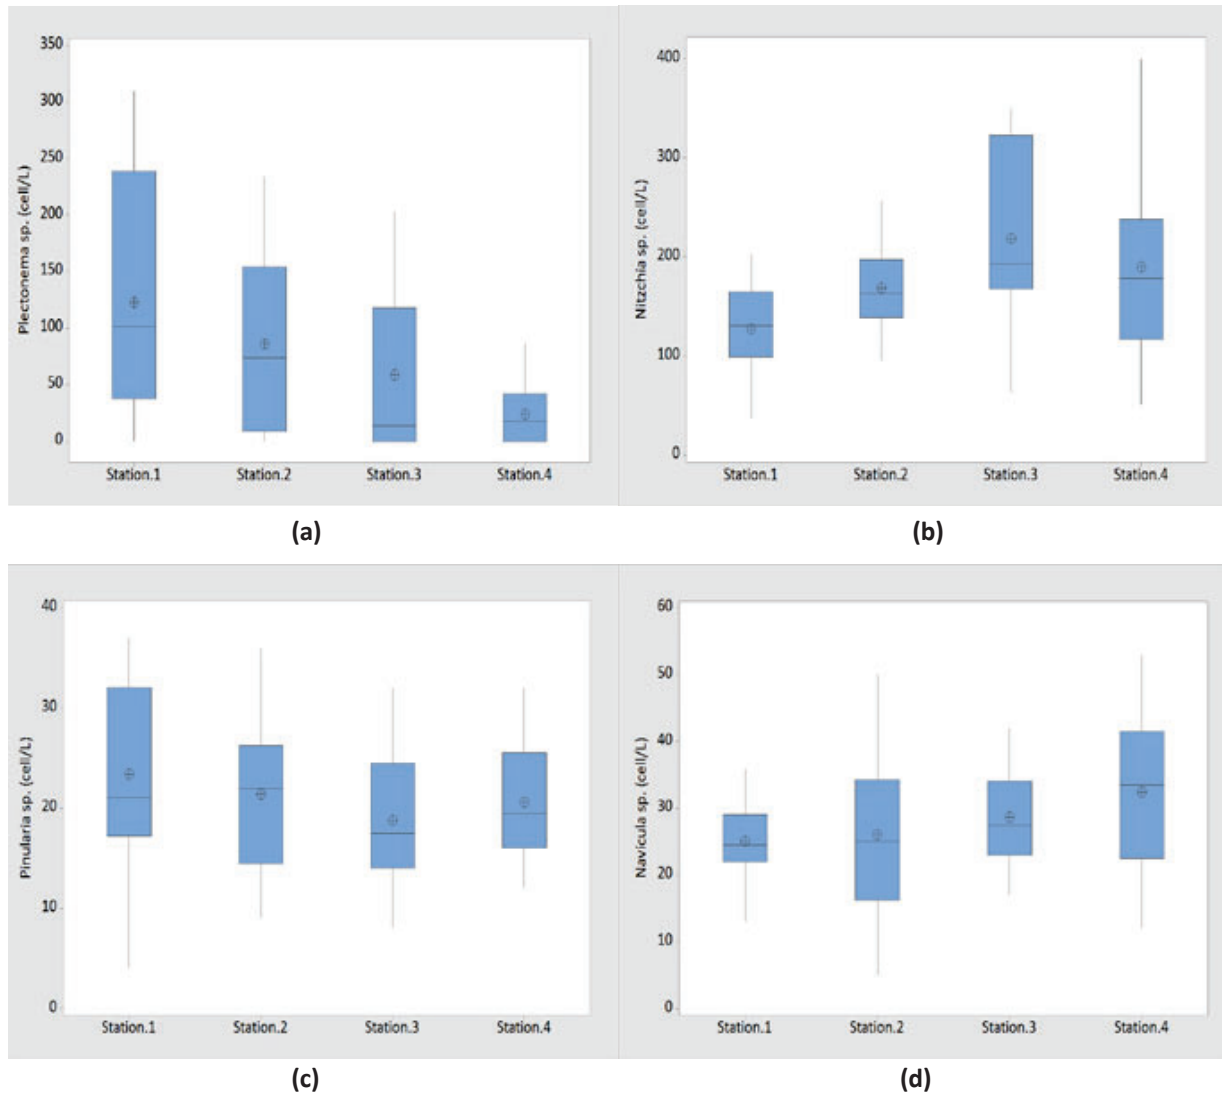 350
300
250
200
150
100
50
0
Plectonema sp. (cell/L)
Station.1 Station.2 Station.3 Station.4
(a)
400
300
200
100
0
Nitzchia sp. (cell/L)
Station.1 Station.2 Station.3 Station.4
(b)
40
30
20
10
0
Pinularia sp. (cell/L)
Station.1 Station.2 Station.3 Station.4
(c)
60
50
40
30
20
10
0
Navicula sp. (cell/L)
Station.1 Station.2 Station.3 Station.4
(d)